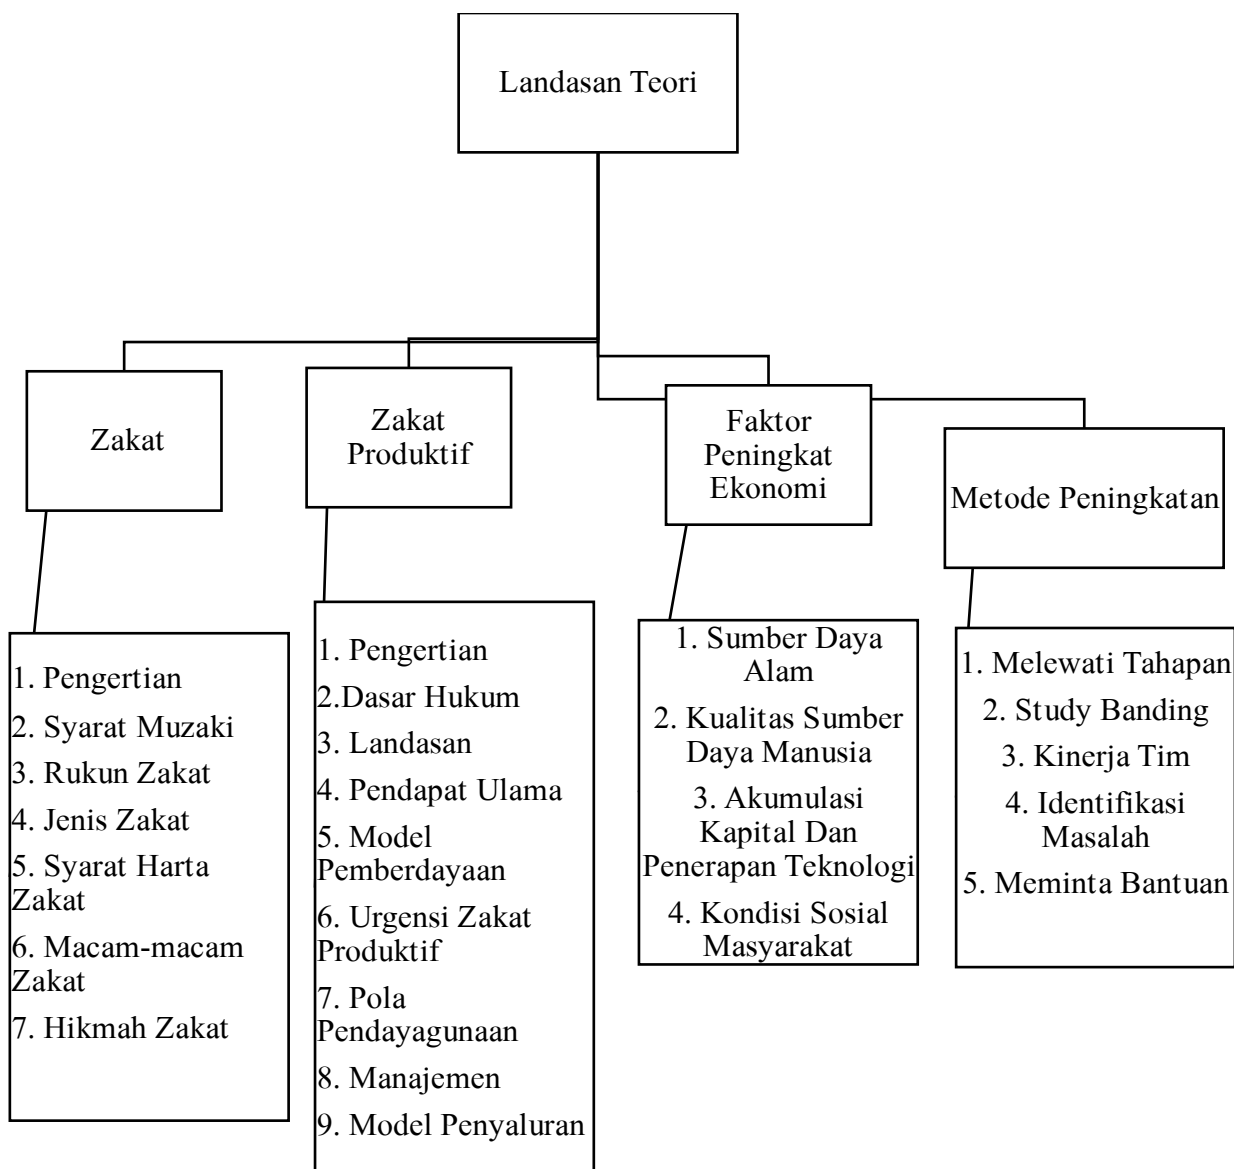 Landasan Teori
Zakat
Zakat
Produktif
Faktor
Peningkat
Ekonomi
Metode Peningkatan
1. Pengertian
2. Syarat Muzaki
3. Rukun Zakat
4. Jenis Zakat
5. Syarat Harta
Zakat
6. Macam-macam
Zakat
7. Hikmah Zakat
1. Pengertian
2.Dasar Hukum
3. Landasan
4. Pendapat Ulama
5. Model
Pemberdayaan
6. Urgensi Zakat
Produktif
7. Pola
Pendayagunaan
8. Manajemen
9. Model Penyaluran
1. Sumber Daya
Alam
2. Kualitas Sumber
Daya Manusia
3. Akumulasi
Kapital Dan
Penerapan Teknologi
4. Kondisi Sosial
Masyarakat
1. Melewati Tahapan
2. Study Banding
3. Kinerja Tim
4. Identifikasi
Masalah
5. Meminta Bantuan